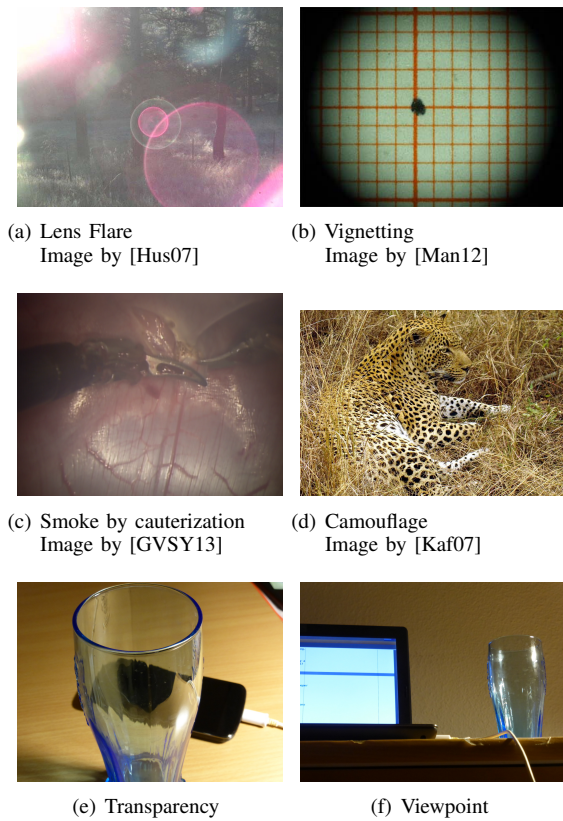 (a) Lens Flare
Image by [Hus07]
(b) Vignetting
Image by [Man12]
(c) Smoke by cauterization
Image by [GVSY13]
(d) Camouflage
Image by [Kaf07]
(e) Transparency
(f) Viewpoint